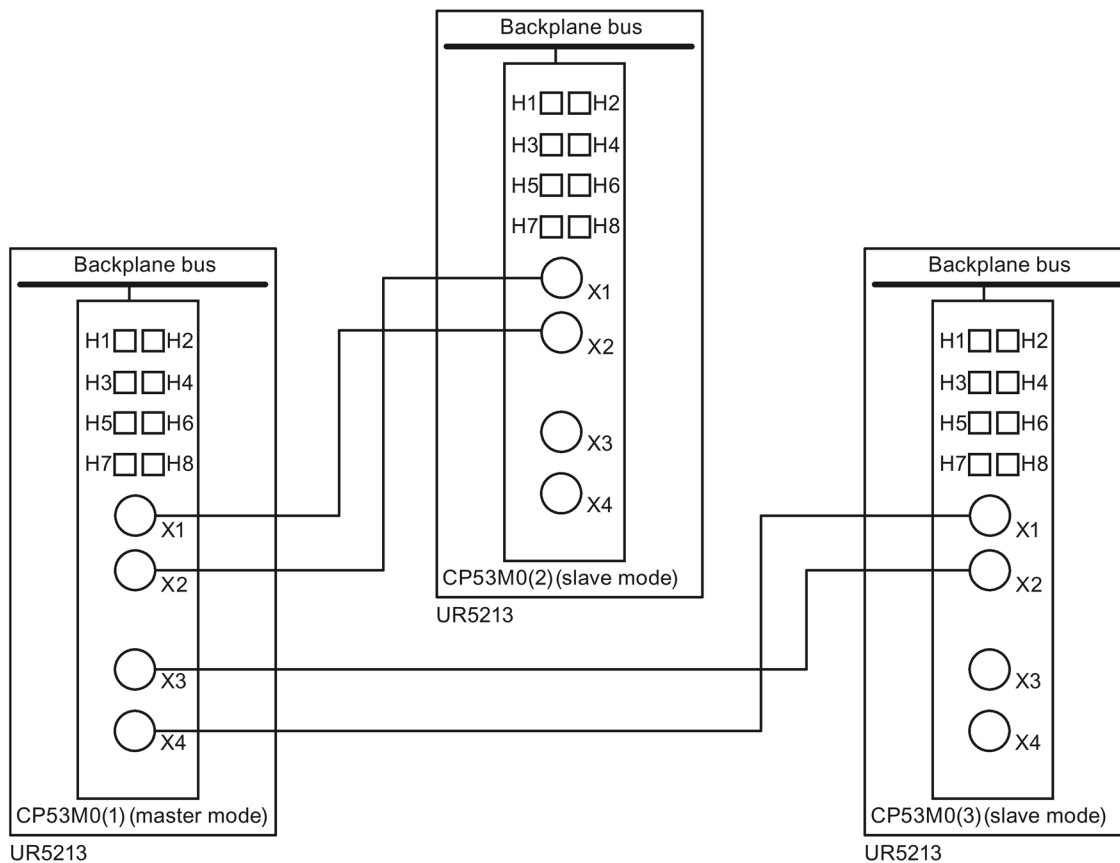 Backplane bus
H1 H2
H3 H4
H5 H6
H7 H8
X1
X2
X3
X4
CP53M0(2) (slave mode)
UR5213
Backplane bus
H1 H2
H3 H4
H5 H6
H7 H8
X1
X2
X3
X4
CP53M0(1) (master mode)
UR5213
Backplane bus
H1 H2
H3 H4
H5 H6
H7 H8
X1
X2
X3
X4
CP53M0(3) (slave mode)
UR5213